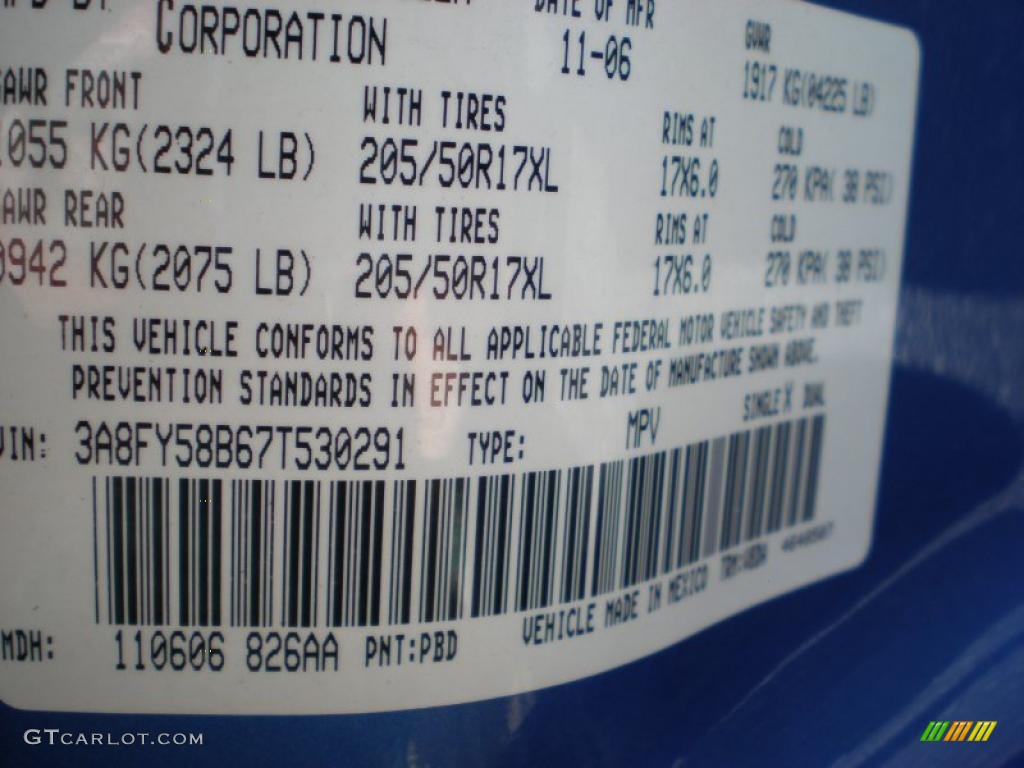 MFD BY
DATE OF MFR
GVWR
CORPORATION
11-06
1917 KG(04225 LB)
GAWR FRONT
WITH TIRES
RIMS AT
COLD
1055 KG(2324 LB)
205/50R17XL
17X6.0
270 KPA( 38 PSI)
GAWR REAR
WITH TIRES
RIMS AT
COLD
0942 KG(2075 LB)
205/50R17XL
17X6.0
270 KPA( 38 PSI)
THIS VEHICLE CONFORMS TO ALL APPLICABLE FEDERAL MOTOR VEHICLE SAFETY AND THEFT
PREVENTION STANDARDS IN EFFECT ON THE DATE OF MANUFACTURE SHOWN ABOVE.
VIN: 3A8FY58B67T530291
TYPE: MPV
SINGLE X DUAL
VEHICLE MADE IN MEXICO
MDH: 110606 826AA PNT:PBD
GTCARLOT.COM